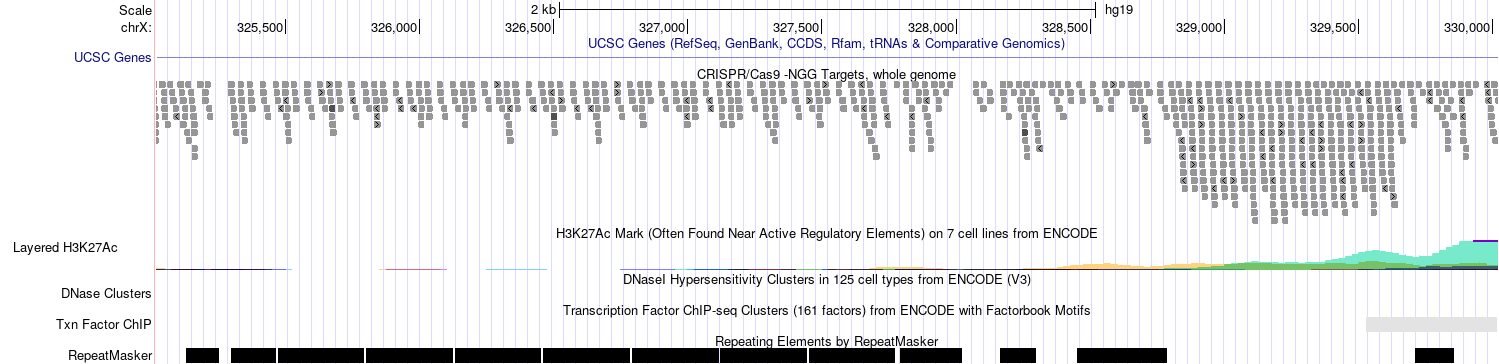 Scale 2 kb hg19
chrX: 325,500 326,000 326,500 327,000 327,500 328,000 328,500 329,000 329,500 330,000
UCSC Genes (RefSeq, GenBank, CCDS, Rfam, tRNAs & Comparative Genomics)
UCSC Genes
CRISPR/Cas9 -NGG Targets, whole genome
H3K27Ac Mark (Often Found Near Active Regulatory Elements) on 7 cell lines from ENCODE
Layered H3K27Ac
DNaseI Hypersensitivity Clusters in 125 cell types from ENCODE (V3)
DNase Clusters
Transcription Factor ChIP-seq Clusters (161 factors) from ENCODE with Factorbook Motifs
Txn Factor ChIP
Repeating Elements by RepeatMasker
RepeatMasker